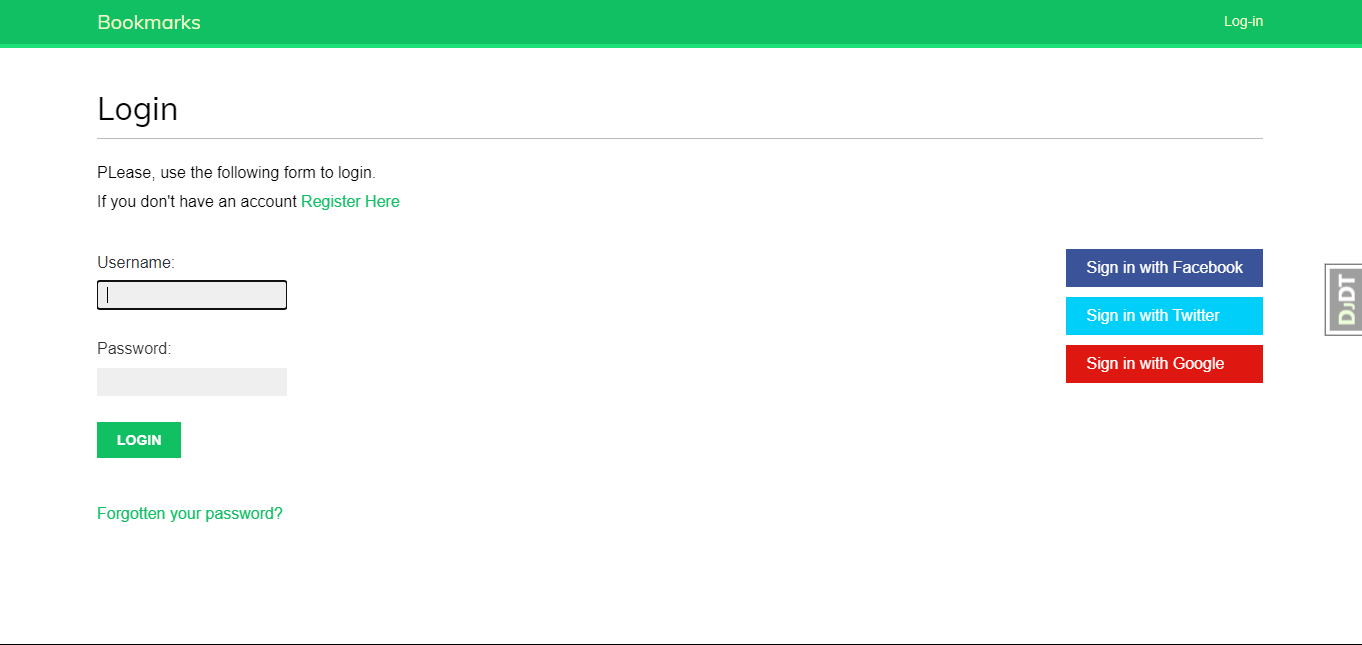 Bookmarks
Log-in
Login
PLease, use the following form to login.
If you don't have an account Register Here
Username:
Password:
LOGIN
Forgotten your password?
Sign in with Facebook
Sign in with Twitter
Sign in with Google
DJDT